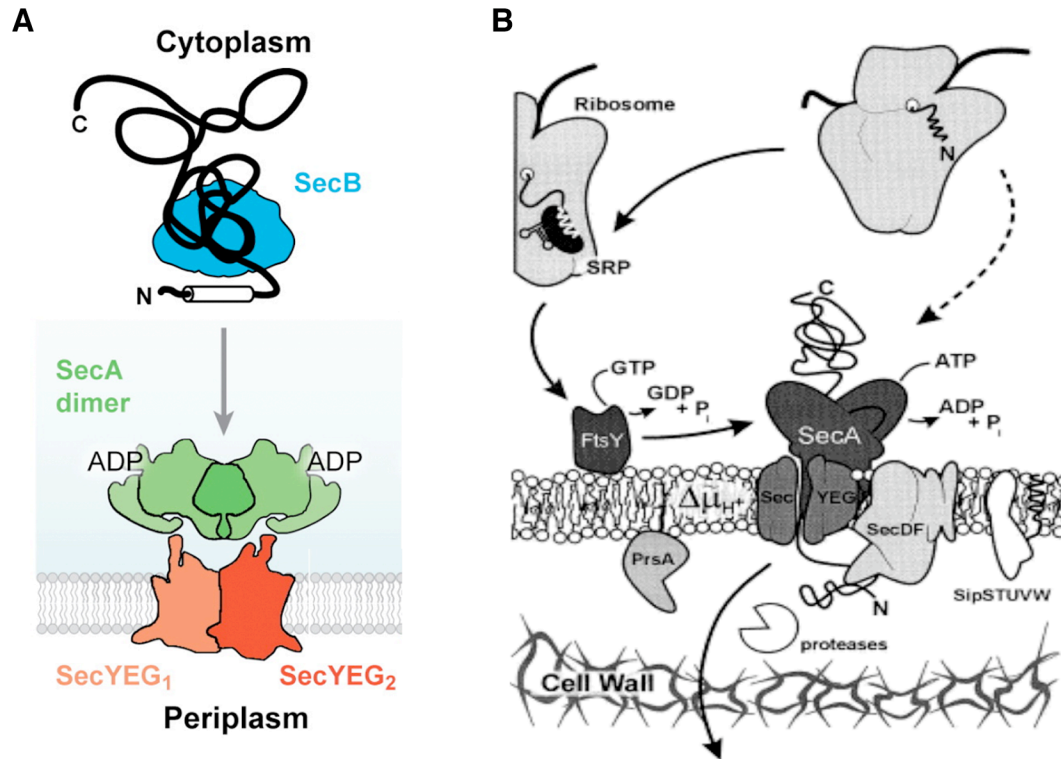 A
Cytoplasm
C
SecB
N
SecA
dimer
ADP
ADP
SecYEG₁
SecYEG₂
Periplasm
B
Ribosome
N
SRP
C
GTP
GDP
+ Pᵢ
ATP
ADP
+ Pᵢ
FtsY
SecA
Δμ̃H⁺
Sec
YEG
SecDF
PrsA
N
SipSTUVW
proteases
Cell Wall